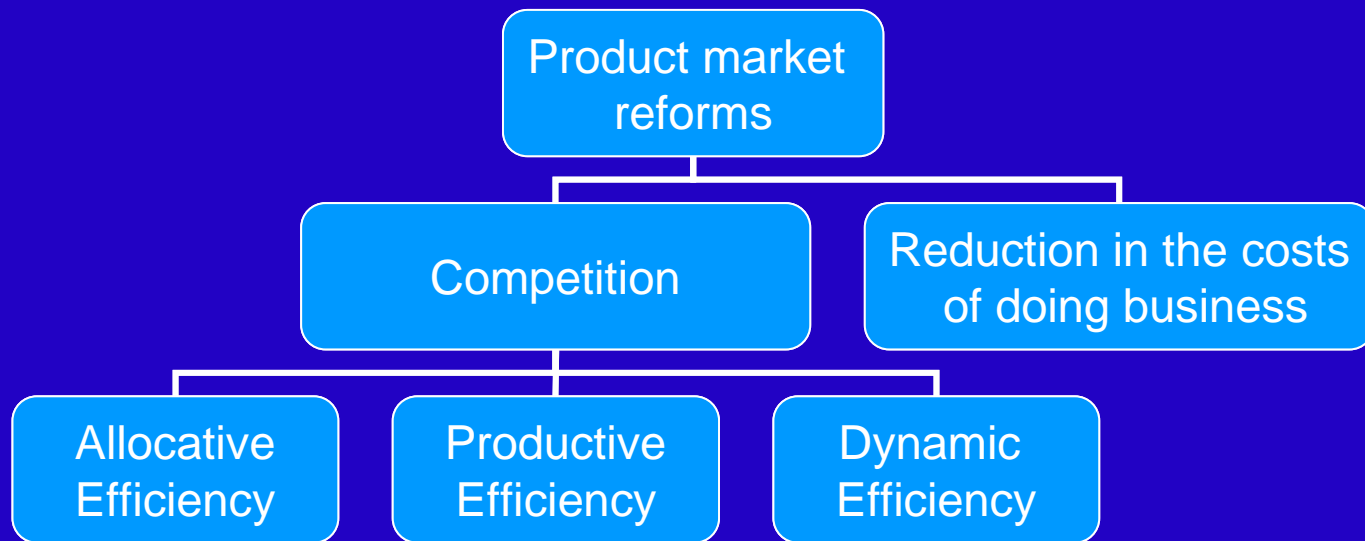 Product market
reforms
Competition
Reduction in the costs
of doing business
Allocative
Efficiency
Productive
Efficiency
Dynamic
Efficiency